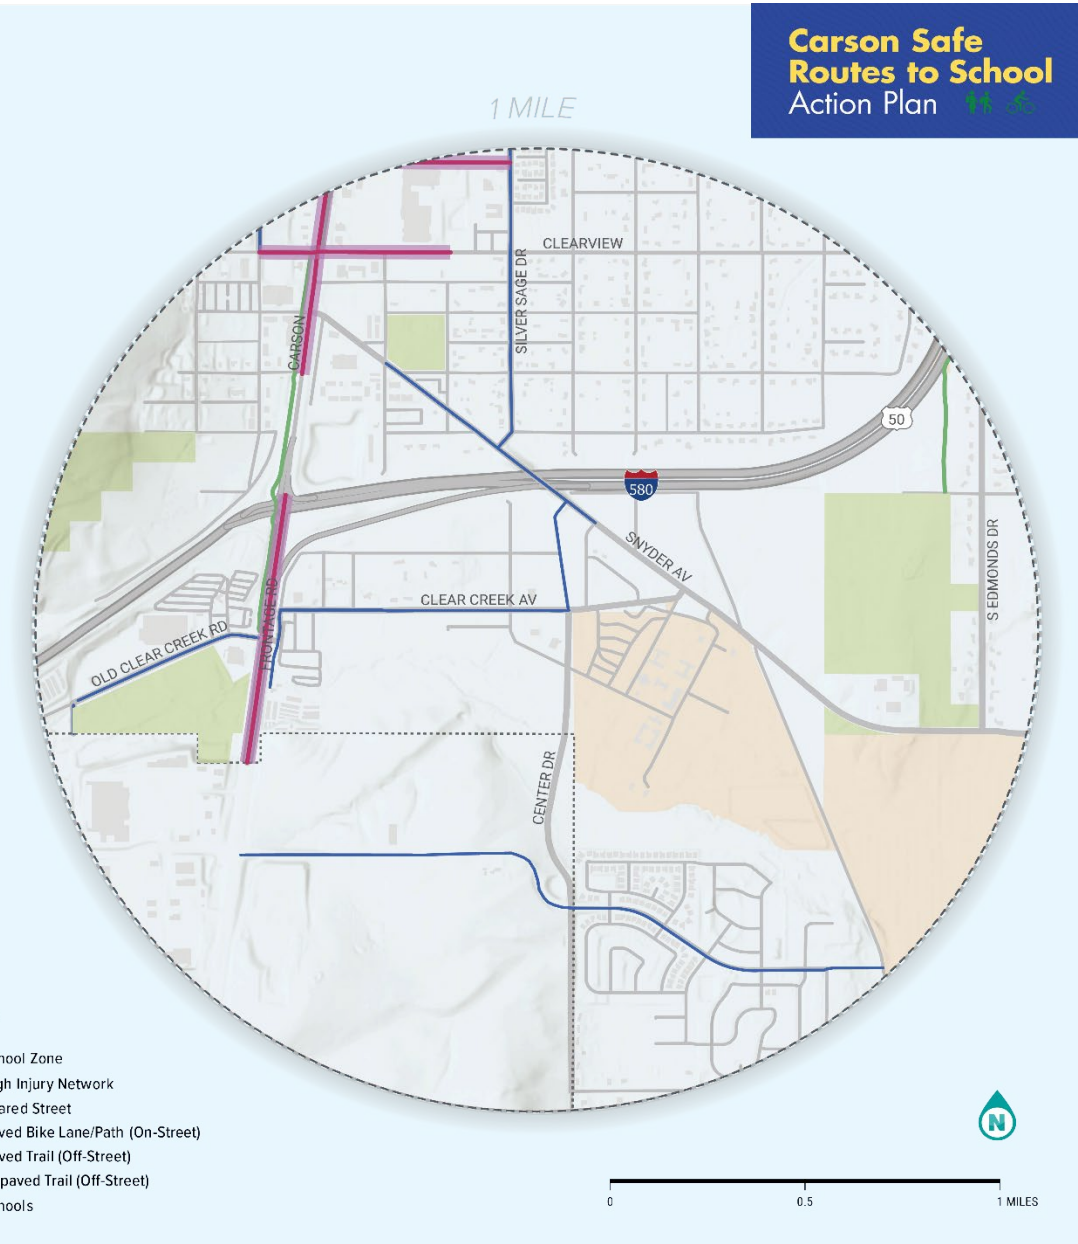 Carson Safe
Routes to School
Action Plan
1 MILE
CLEARVIEW
SILVER SAGE DR
CARSON
50
580
SNYDER AV
S EDMONDS DR
CLEAR CREEK AV
FRONTAGE RD
OLD CLEAR CREEK RD
CENTER DR
hool Zone
gh Injury Network
ared Street
ved Bike Lane/Path (On-Street)
ved Trail (Off-Street)
paved Trail (Off-Street)
hools
N
0 0.5 1 MILES